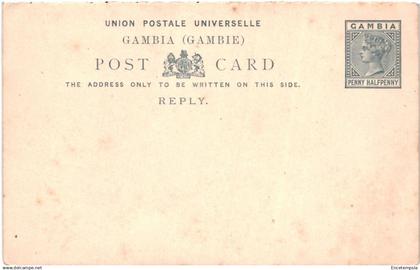 UNION POSTALE UNIVERSELLE
GAMBIA (GAMBIE)
POST CARD
THE ADDRESS ONLY TO BE WRITTEN ON THIS SIDE.
REPLY.
GAMBIA
PENNY HALFPENNY